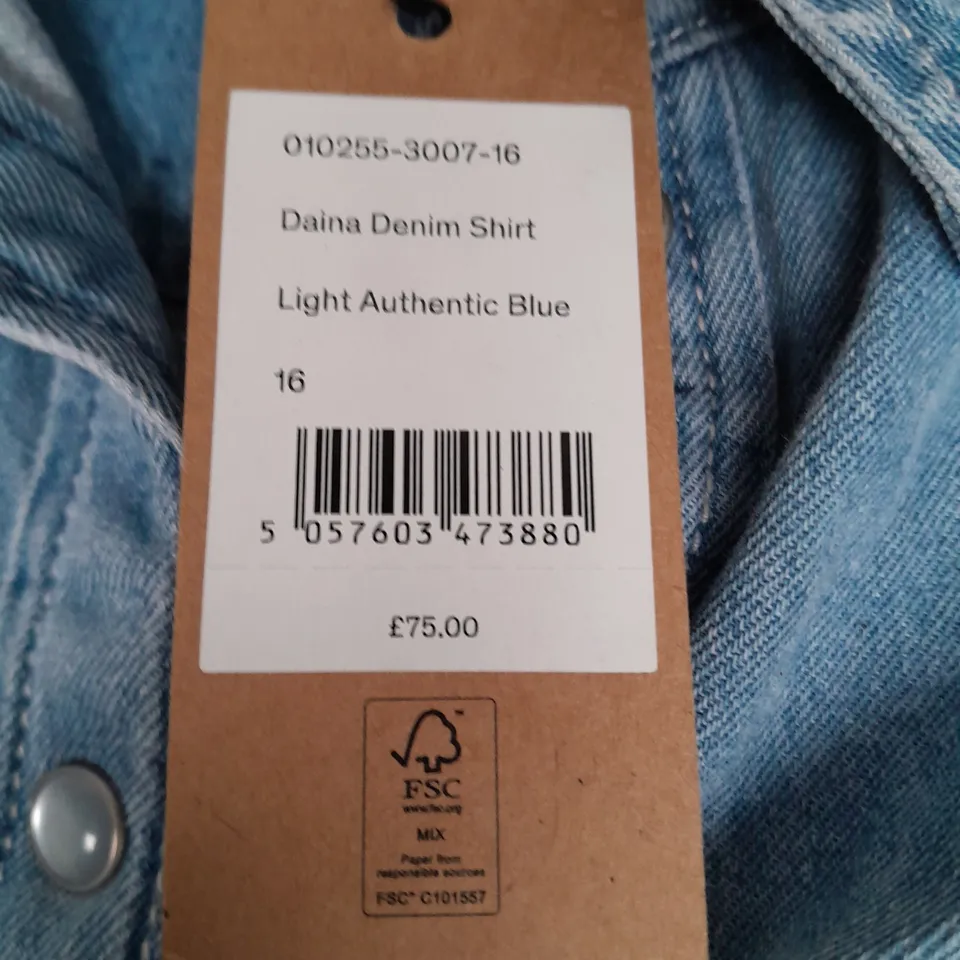 010255-3007-16
Daina Denim Shirt
Light Authentic Blue
16
5 057603 473880
£75.00
FSC
www.fsc.org
MIX
Paper from
responsible sources
FSC® C101557